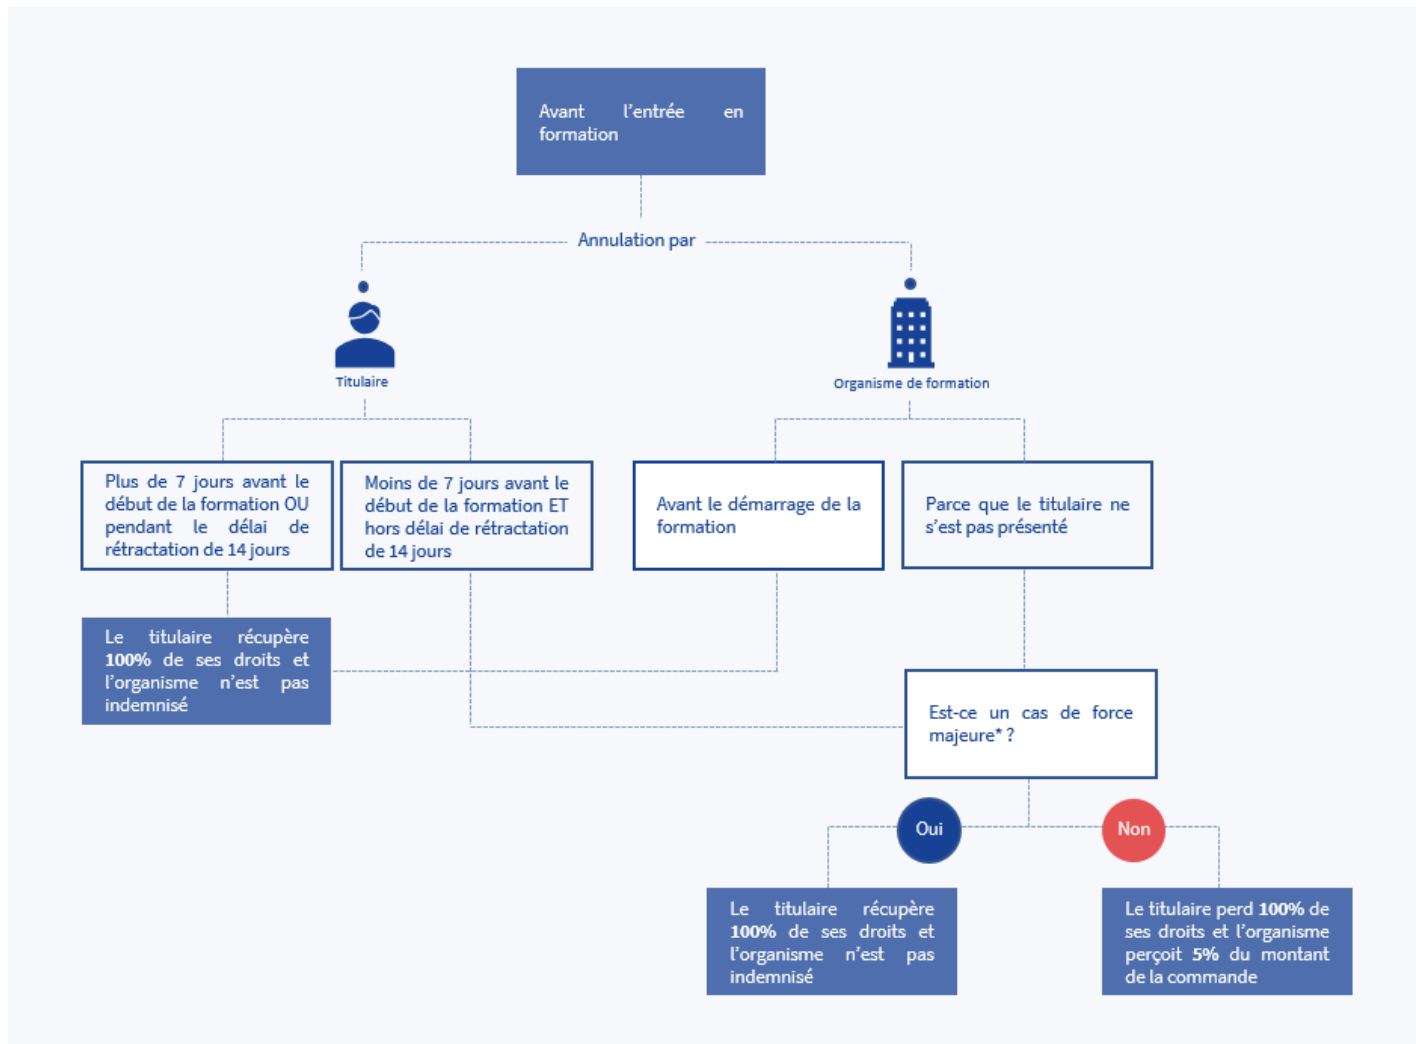 Avant l'entrée en
formation
Annulation par
Titulaire
Organisme de formation
Plus de 7 jours avant le
début de la formation OU
pendant le délai de
rétractation de 14 jours
Moins de 7 jours avant le
début de la formation ET
hors délai de rétractation
de 14 jours
Avant le démarrage de la
formation
Parce que le titulaire ne
s'est pas présenté
Le titulaire récupère
100% de ses droits et
l'organisme n'est pas
indemnisé
Est-ce un cas de force
majeure* ?
Oui
Non
Le titulaire récupère
100% de ses droits et
l'organisme n'est pas
indemnisé
Le titulaire perd 100% de
ses droits et l'organisme
perçoit 5% du montant
de la commande